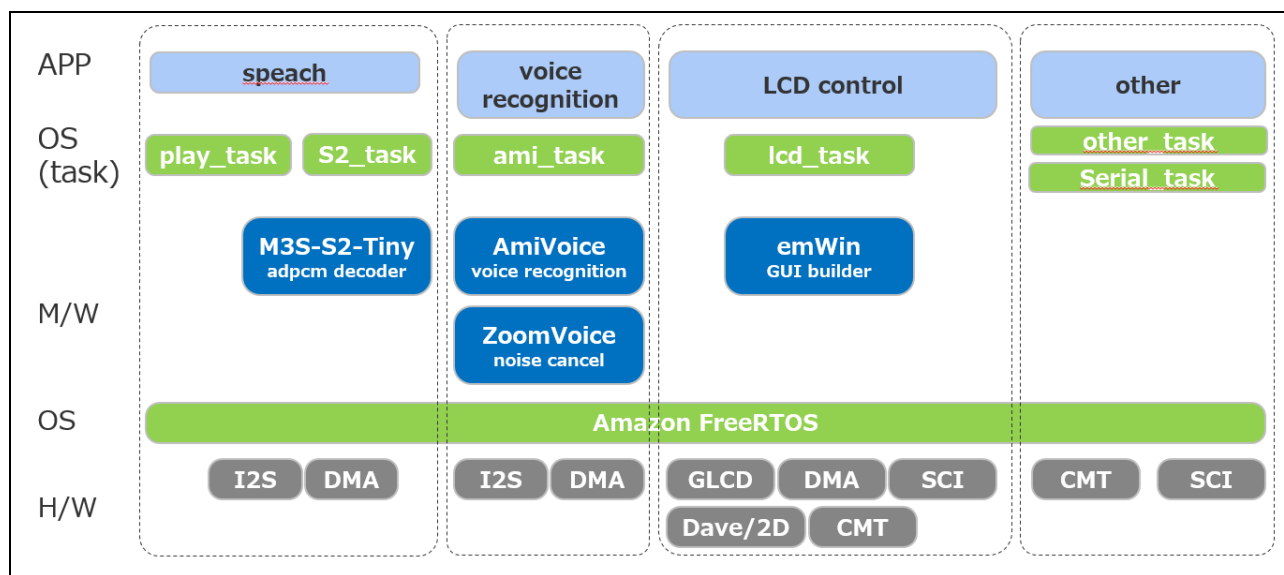 APP
speach
voice
recognition
LCD control
other
OS
(task)
play_task
S2_task
ami_task
lcd_task
other_task
Serial_task
M/W
M3S-S2-Tiny
adpcm decoder
AmiVoice
voice recognition
emWin
GUI builder
ZoomVoice
noise cancel
OS
Amazon FreeRTOS
H/W
I2S
DMA
I2S
DMA
GLCD
DMA
SCI
CMT
SCI
Dave/2D
CMT